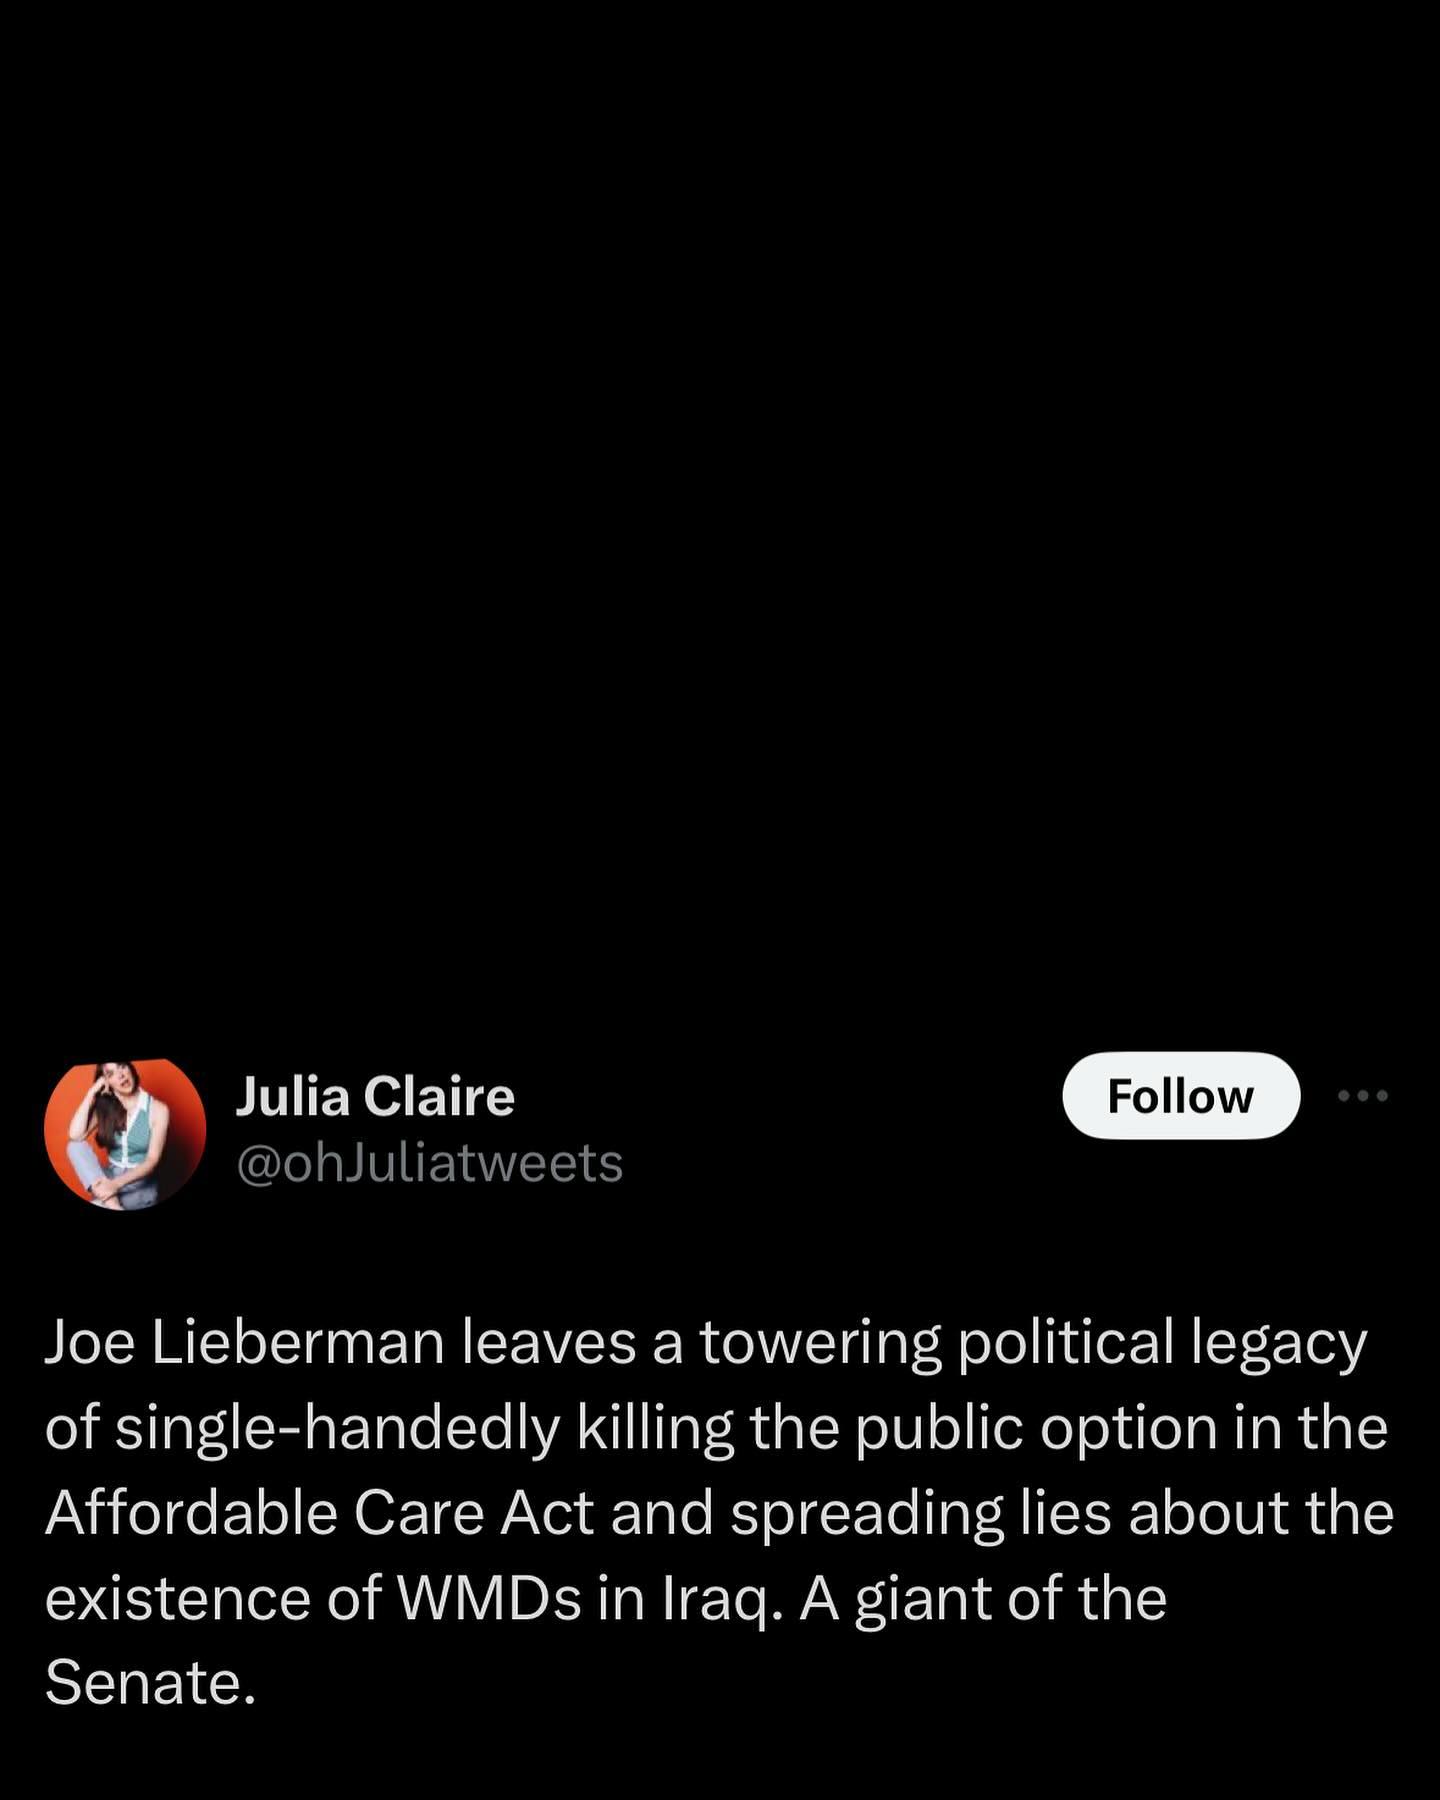 Julia Claire
@ohJuliatweets
Follow
Joe Lieberman leaves a towering political legacy
of single-handedly killing the public option in the
Affordable Care Act and spreading lies about the
existence of WMDs in Iraq. A giant of the
Senate.